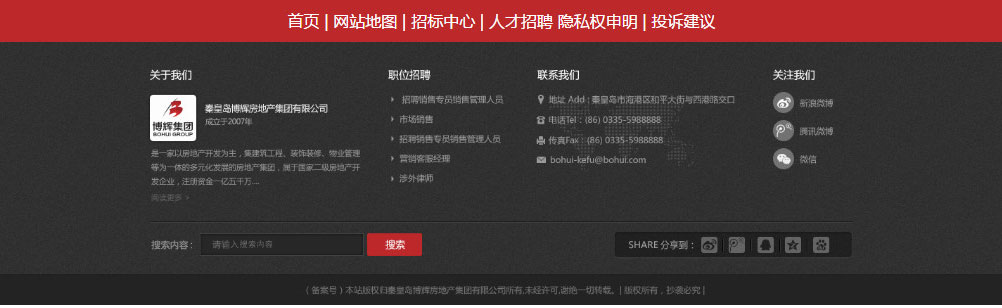 首页 | 网站地图 | 招标中心 | 人才招聘 隐私权申明 | 投诉建议
关于我们
博辉集团
BOHUI GROUP
秦皇岛博辉房地产集团有限公司
成立于2007年
是一家以房地产开发为主，集建筑工程、装饰装修、物业管理
等为一体的多元化发展的房地产集团，属于国家二级房地产开
发企业，注册资金一亿五千万....
阅读更多 >
职位招聘
招聘销售专员销售管理人员
市场销售
招聘销售专员销售管理人员
营销客服经理
涉外律师
联系我们
地址 Add : 秦皇岛市海港区和平大街与西港路交口
电话Tel : (86) 0335-5988888
传真Fax : (86) 0335-5988888
bohui-kefu@bohui.com
关注我们
新浪微博
腾讯微博
微信
搜索内容 : 请输入搜索内容 搜索
SHARE 分享到 :
（备案号）本站版权归秦皇岛博辉房地产集团有限公司所有,未经许可,谢绝一切转载。| 版权所有，抄袭必究 |